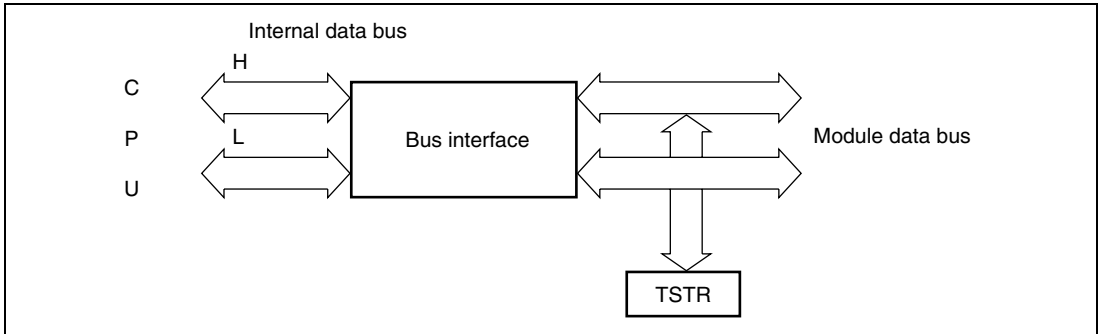 Internal data bus
H
C
P
L
U
Bus interface
Module data bus
TSTR